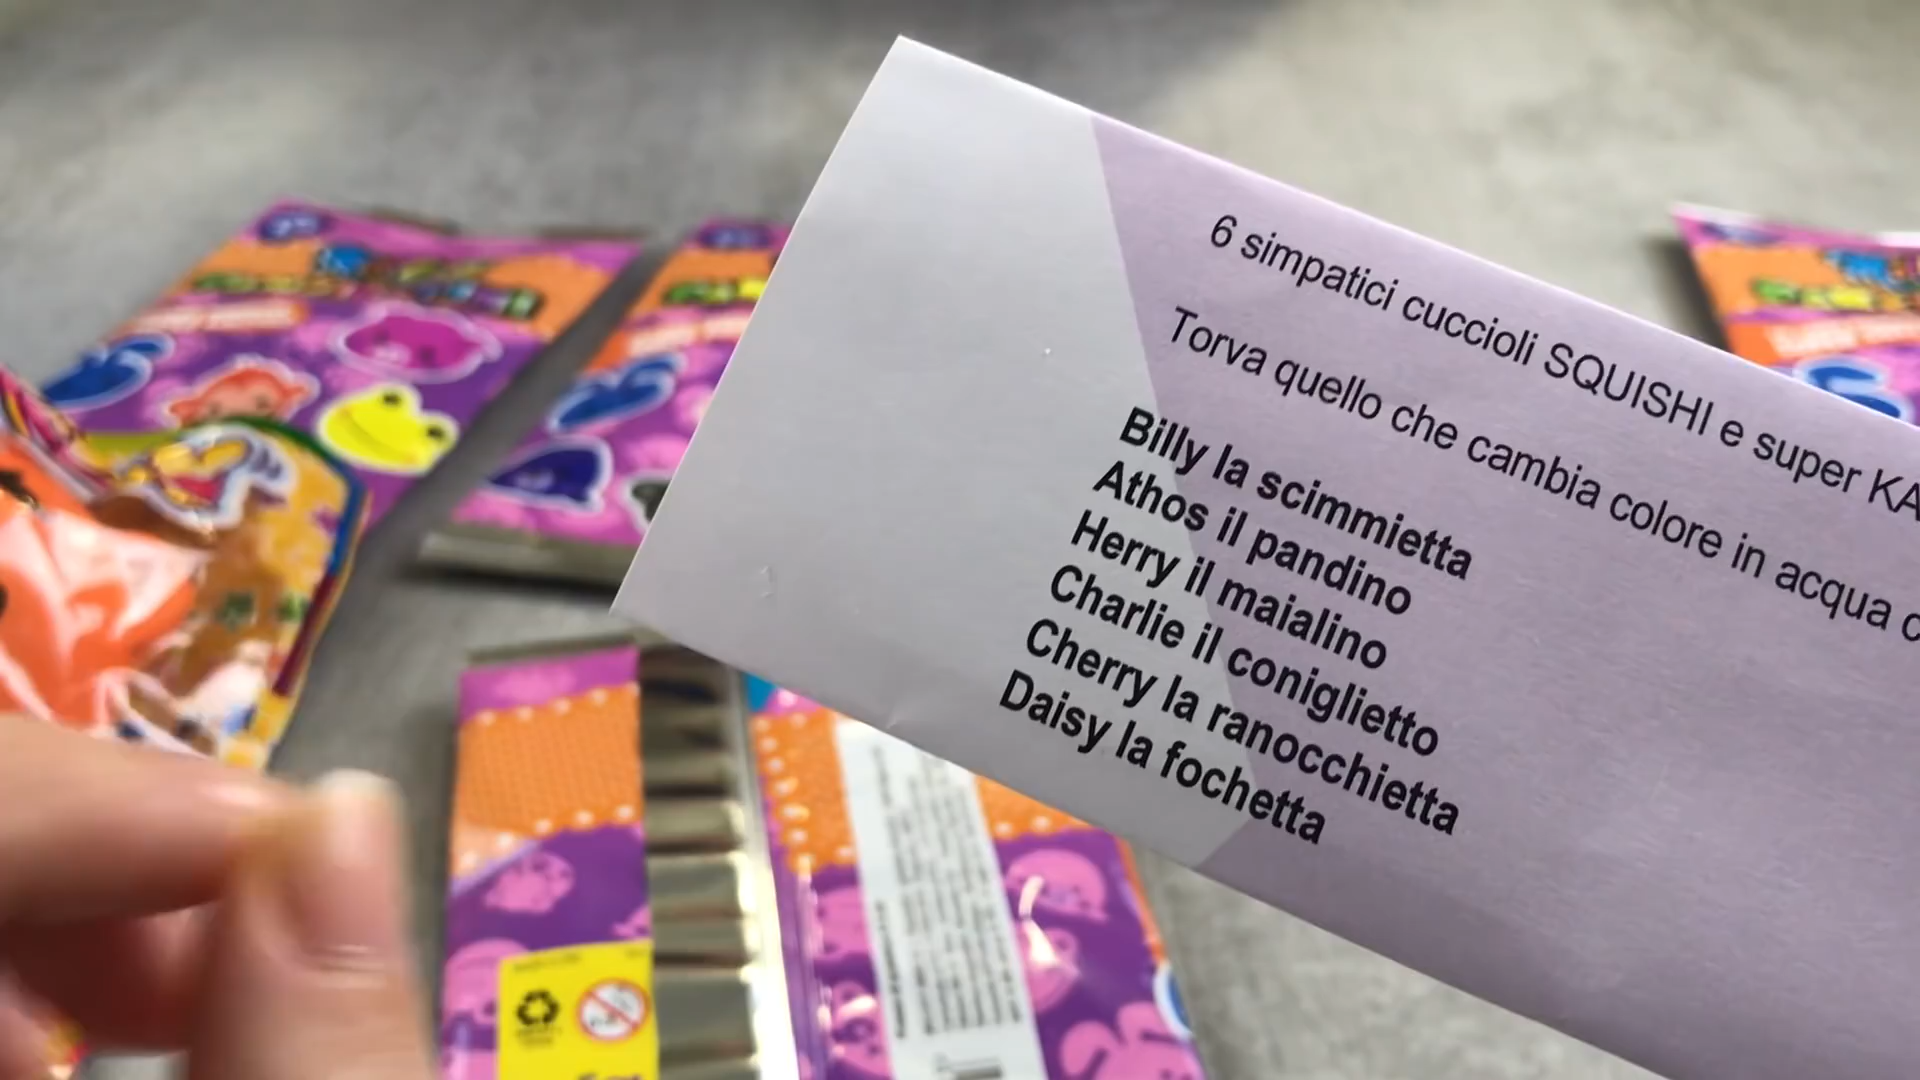 6 simpatici cuccioli SQUISHI e super KA
Torva quello che cambia colore in acqua c
Billy la scimmietta
Athos il pandino
Herry il maialino
Charlie il coniglietto
Cherry la ranocchietta
Daisy la fochetta